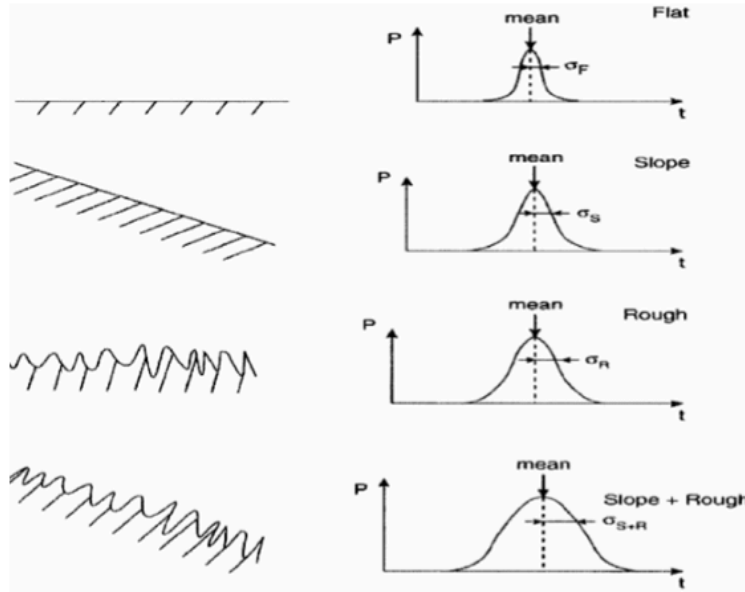 mean Flat
P σF
t
mean Slope
P σS
t
mean Rough
P σR
t
mean
P Slope + Rough
σS+R
t